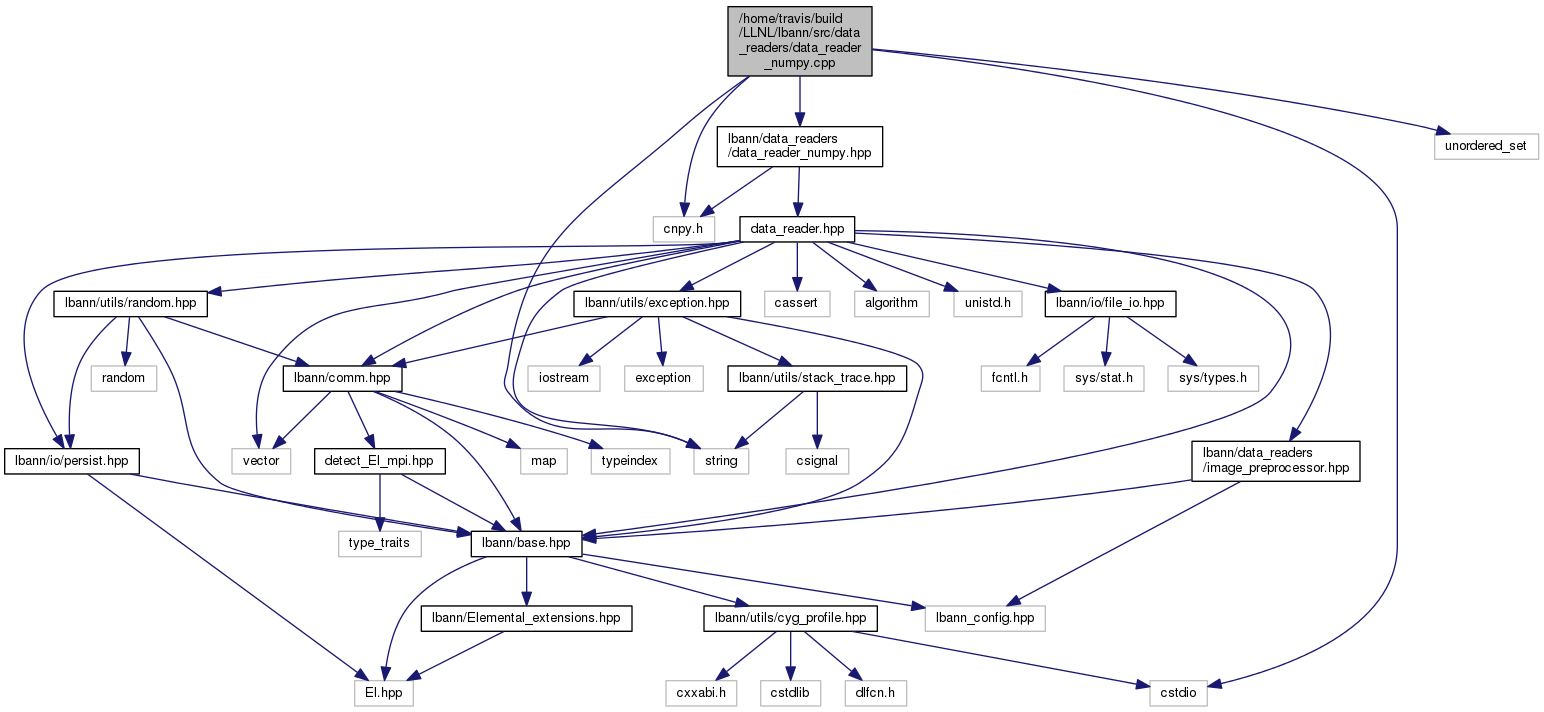 /home/travis/build
/LLNL/lbann/src/data
_readers/data_reader
_numpy.cpp
lbann/data_readers
/data_reader_numpy.hpp
unordered_set
cnpy.h
data_reader.hpp
lbann/utils/random.hpp
lbann/utils/exception.hpp
cassert
algorithm
unistd.h
lbann/io/file_io.hpp
random
lbann/comm.hpp
iostream
exception
lbann/utils/stack_trace.hpp
fcntl.h
sys/stat.h
sys/types.h
lbann/io/persist.hpp
vector
detect_El_mpi.hpp
map
typeindex
string
csignal
lbann/data_readers
/image_preprocessor.hpp
type_traits
lbann/base.hpp
lbann/Elemental_extensions.hpp
lbann/utils/cyg_profile.hpp
lbann_config.hpp
El.hpp
cxxabi.h
cstdlib
dlfcn.h
cstdio